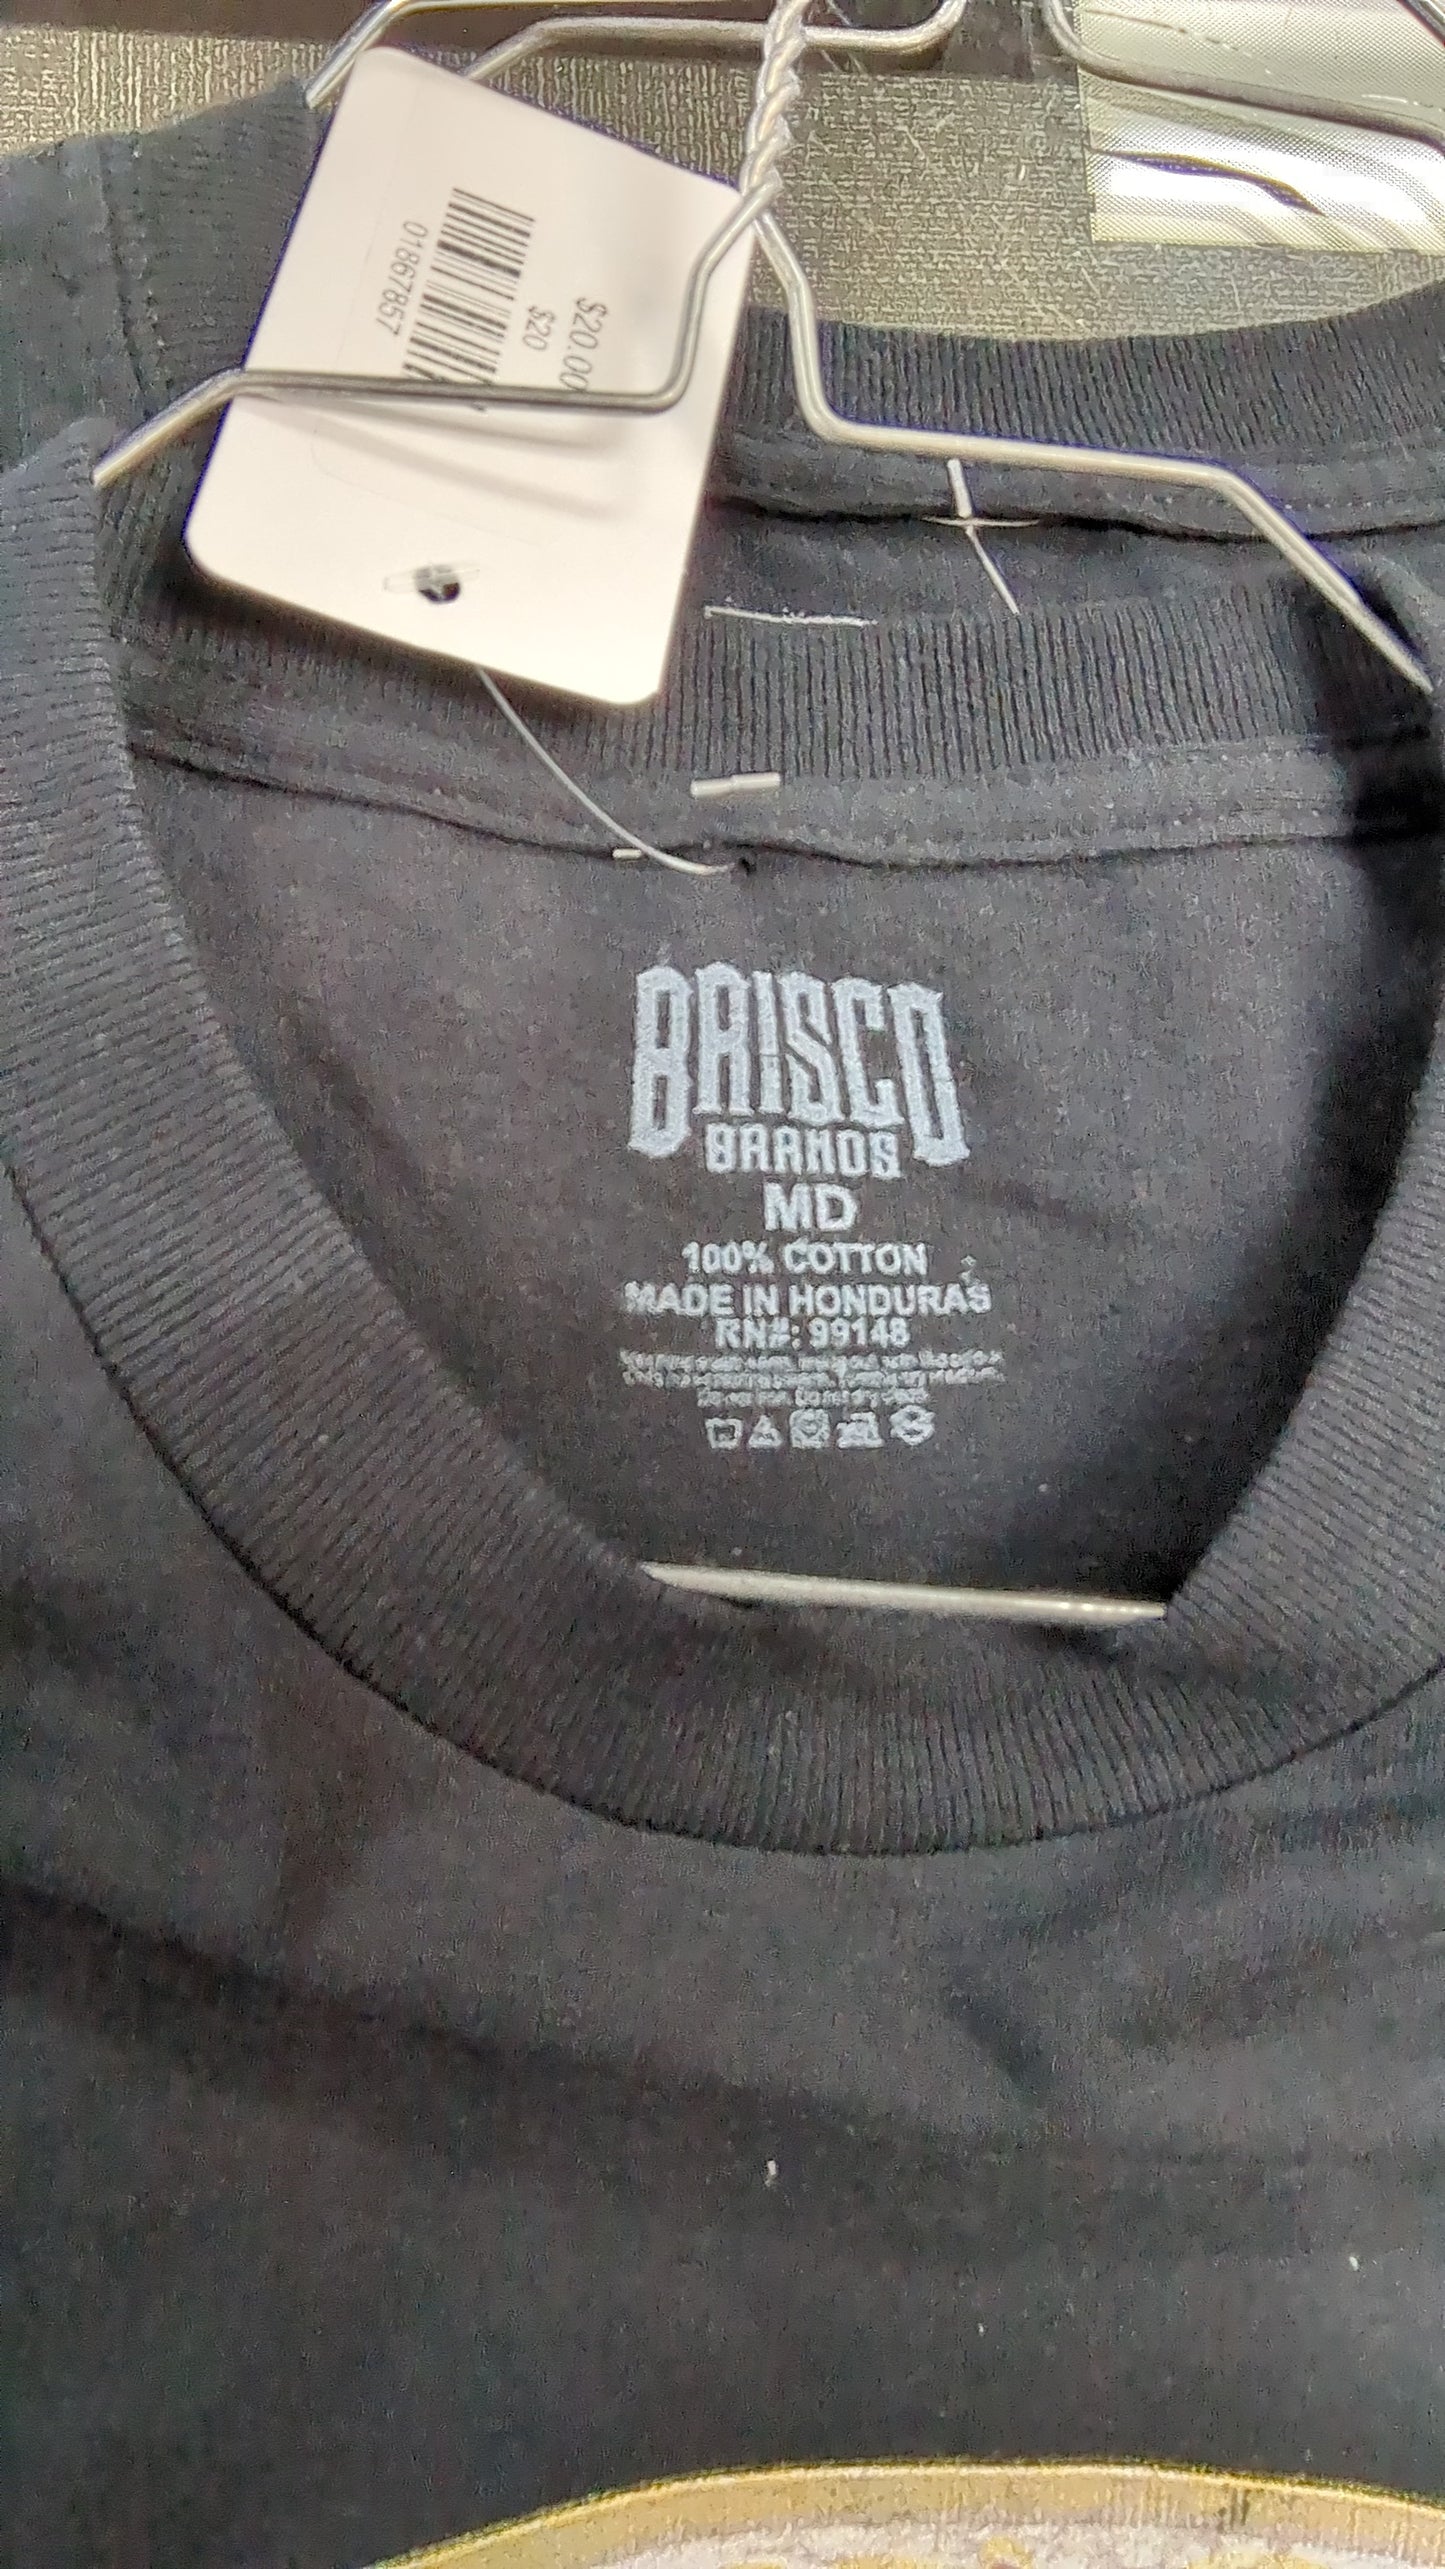 $20.00
$20
01867857
BRISCO
BRANDS
MD
100% COTTON
MADE IN HONDURAS
RN#: 99148